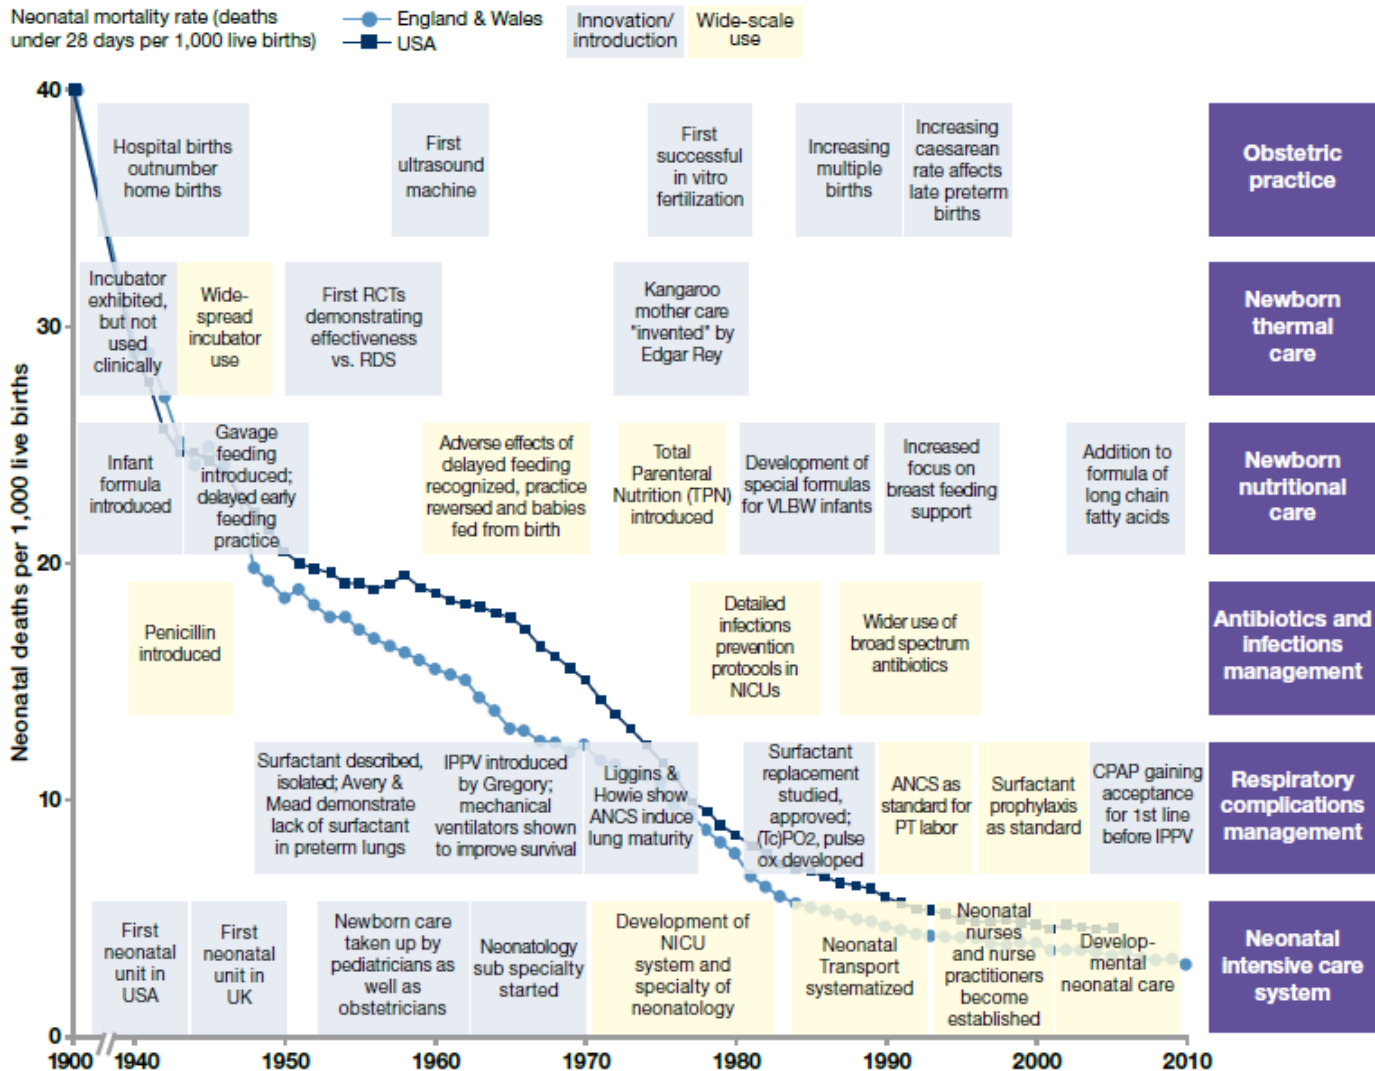 Neonatal mortality rate (deaths
under 28 days per 1,000 live births)
England & Wales
USA
Innovation/
introduction
Wide-scale
use
Neonatal deaths per 1,000 live births
40
30
20
10
0
Hospital births
outnumber
home births
First
ultrasound
machine
First
successful
in vitro
fertilization
Increasing
multiple
births
Increasing
caesarean
rate affects
late preterm
births
Obstetric
practice
Incubator
exhibited,
but not
used
clinically
Wide-
spread
incubator
use
First RCTs
demonstrating
effectiveness
vs. RDS
Kangaroo
mother care
"invented" by
Edgar Rey
Newborn
thermal
care
Infant
formula
introduced
Gavage
feeding
introduced;
delayed early
feeding
practice
Adverse effects of
delayed feeding
recognized, practice
reversed and babies
fed from birth
Total
Parenteral
Nutrition (TPN)
introduced
Development of
special formulas
for VLBW infants
Increased
focus on
breast feeding
support
Addition to
formula of
long chain
fatty acids
Newborn
nutritional
care
Penicillin
introduced
Detailed
infections
prevention
protocols in
NICUs
Wider use of
broad spectrum
antibiotics
Antibiotics and
infections
management
Surfactant described,
isolated; Avery &
Mead demonstrate
lack of surfactant
in preterm lungs
IPPV introduced
by Gregory;
mechanical
ventilators shown
to improve survival
Liggins &
Howie show
ANCS induce
lung maturity
Surfactant
replacement
studied,
approved;
(Tc)PO2, pulse
ox developed
ANCS as
standard for
PT labor
Surfactant
prophylaxis
as standard
CPAP gaining
acceptance
for 1st line
before IPPV
Respiratory
complications
management
First
neonatal
unit in
USA
First
neonatal
unit in
UK
Newborn care
taken up by
pediatricians as
well as
obstetricians
Neonatology
sub specialty
started
Development of
NICU
system and
specialty of
neonatology
Neonatal
Transport
systematized
Neonatal
nurses
and nurse
practitioners
become
established
Develop-
mental
neonatal care
Neonatal
intensive care
system
1900
1940
1950
1960
1970
1980
1990
2000
2010